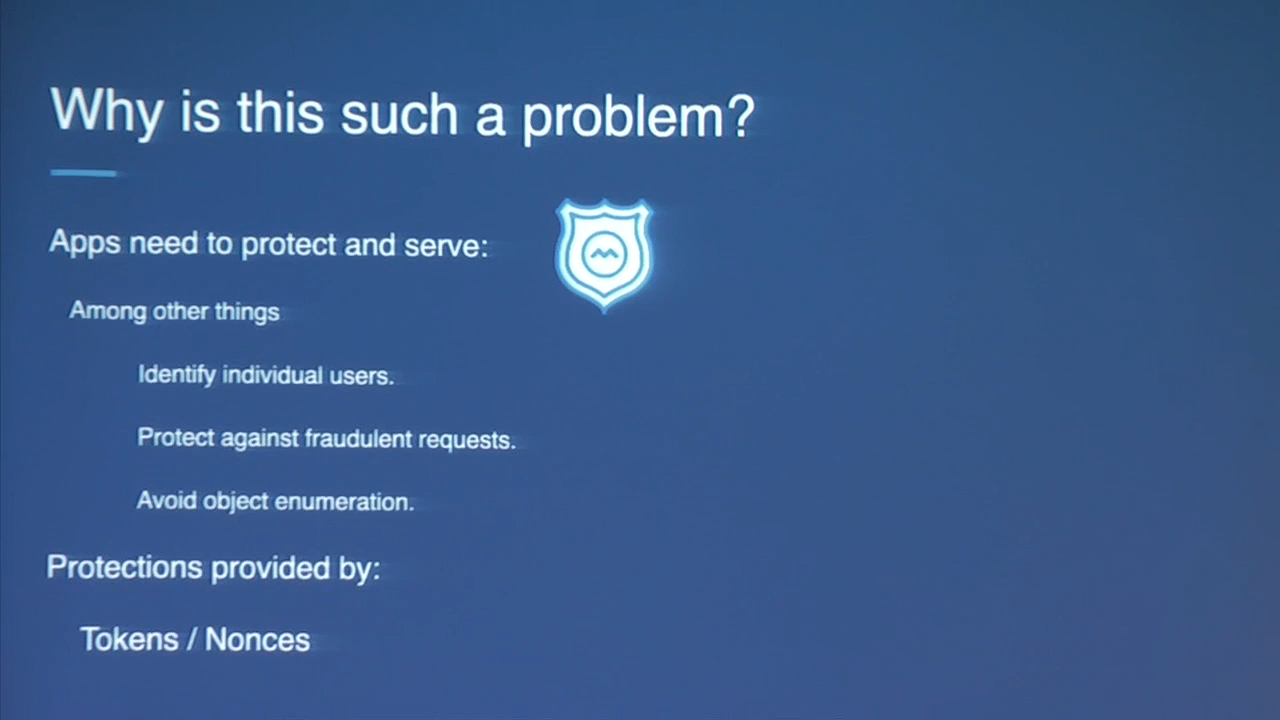 Why is this such a problem?
Apps need to protect and serve:
Among other things
Identify individual users.
Protect against fraudulent requests.
Avoid object enumeration.
Protections provided by:
Tokens / Nonces